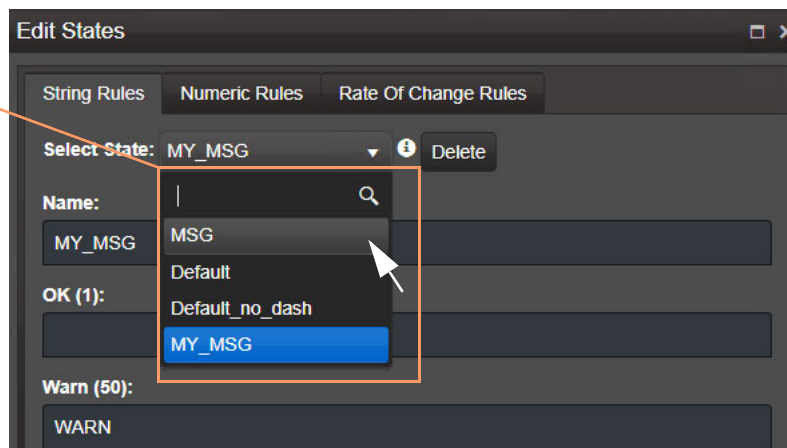 Edit States
String Rules Numeric Rules Rate Of Change Rules
Select State: MY_MSG Delete
Name:
MY_MSG
MSG
Default
OK (1):
Default_no_dash
MY_MSG
Warn (50):
WARN